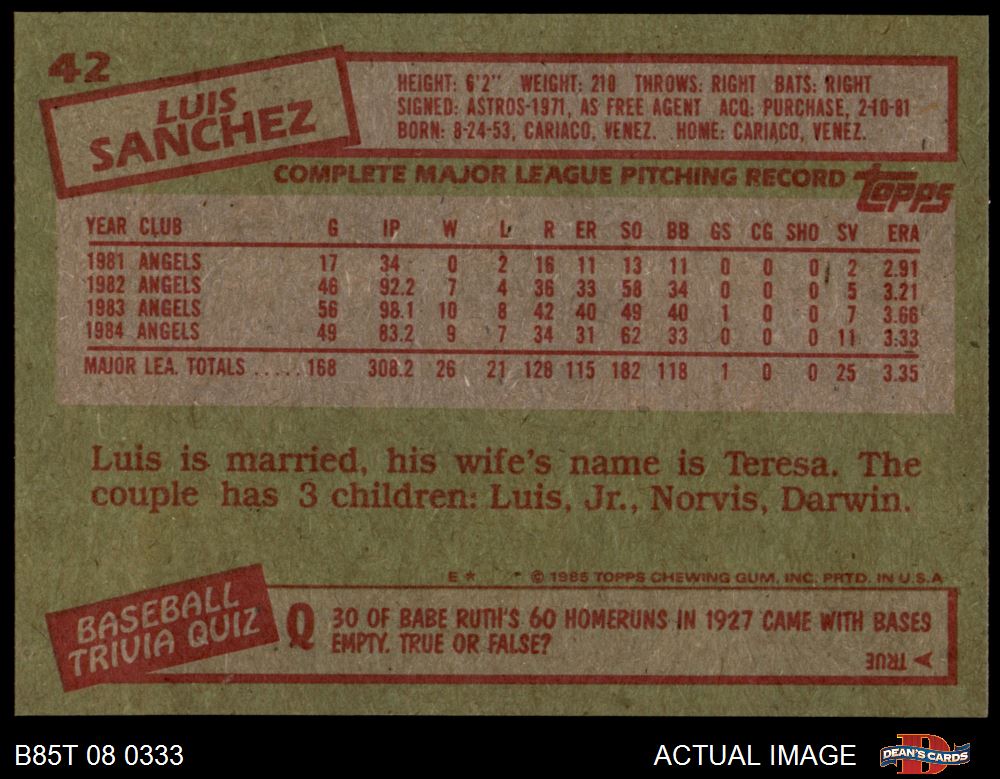 42
LUIS
SANCHEZ
HEIGHT: 6'2" WEIGHT: 210 THROWS: RIGHT BATS: RIGHT
SIGNED: ASTROS-1971, AS FREE AGENT ACQ: PURCHASE, 2-10-81
BORN: 8-24-53, CARIACO, VENEZ. HOME: CARIACO, VENEZ.
COMPLETE MAJOR LEAGUE PITCHING RECORD
TOPPS
YEAR CLUB G IP W L R ER SO BB GS CG SHO SV ERA
1981 ANGELS 17 34 0 2 16 11 13 11 0 0 0 2 2.91
1982 ANGELS 46 92.2 7 4 36 33 58 34 0 0 0 5 3.21
1983 ANGELS 56 98.1 10 8 42 40 49 40 1 0 0 7 3.66
1984 ANGELS 49 83.2 9 7 34 31 62 33 0 0 0 11 3.33
MAJOR LEA. TOTALS ..... 168 308.2 26 21 128 115 182 118 1 0 0 25 3.35
Luis is married, his wife's name is Teresa. The
couple has 3 children: Luis, Jr., Norvis, Darwin.
E * * © 1985 TOPPS CHEWING GUM, INC. PRTD. IN U.S.A.
BASEBALL
TRIVIA QUIZ
Q 30 OF BABE RUTH'S 60 HOMERUNS IN 1927 CAME WITH BASES
EMPTY. TRUE OR FALSE?
A TRUE
B85T 08 0333
ACTUAL IMAGE
DEAN'S CARDS